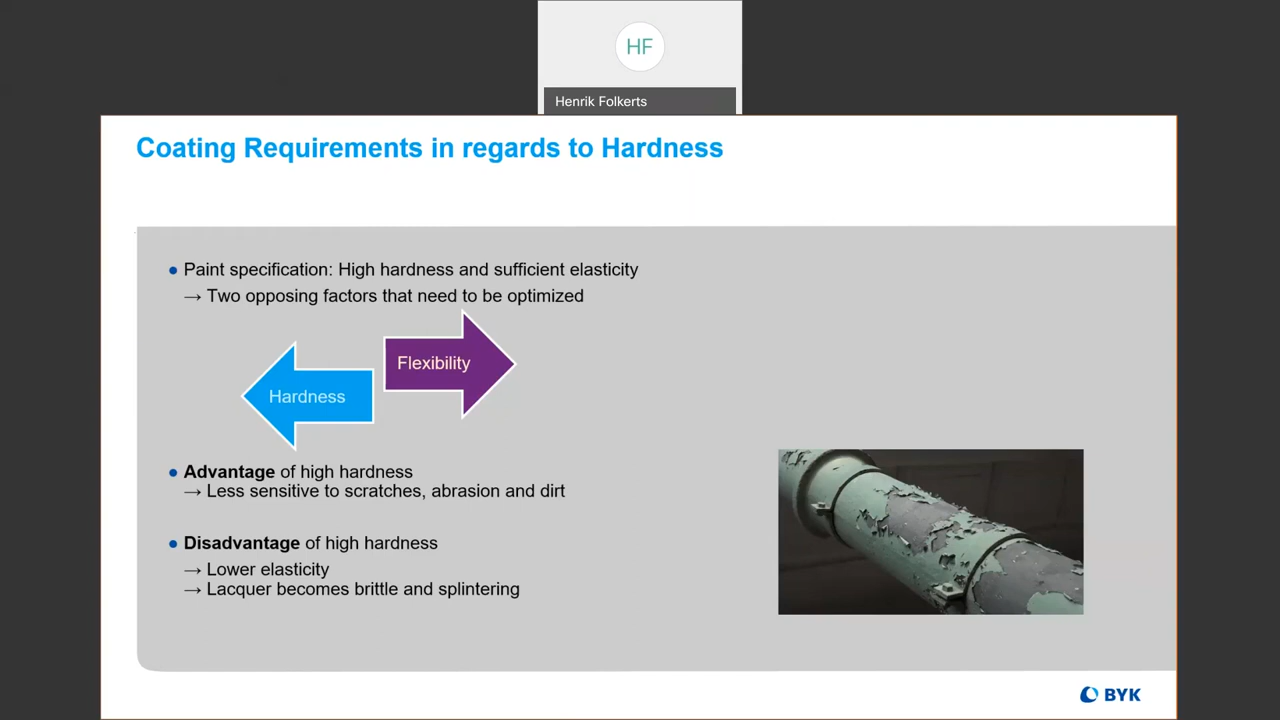 HF
Henrik Folkerts
Coating Requirements in regards to Hardness
● Paint specification: High hardness and sufficient elasticity
→ Two opposing factors that need to be optimized
Flexibility
Hardness
● Advantage of high hardness
→ Less sensitive to scratches, abrasion and dirt
● Disadvantage of high hardness
→ Lower elasticity
→ Lacquer becomes brittle and splintering
BYK